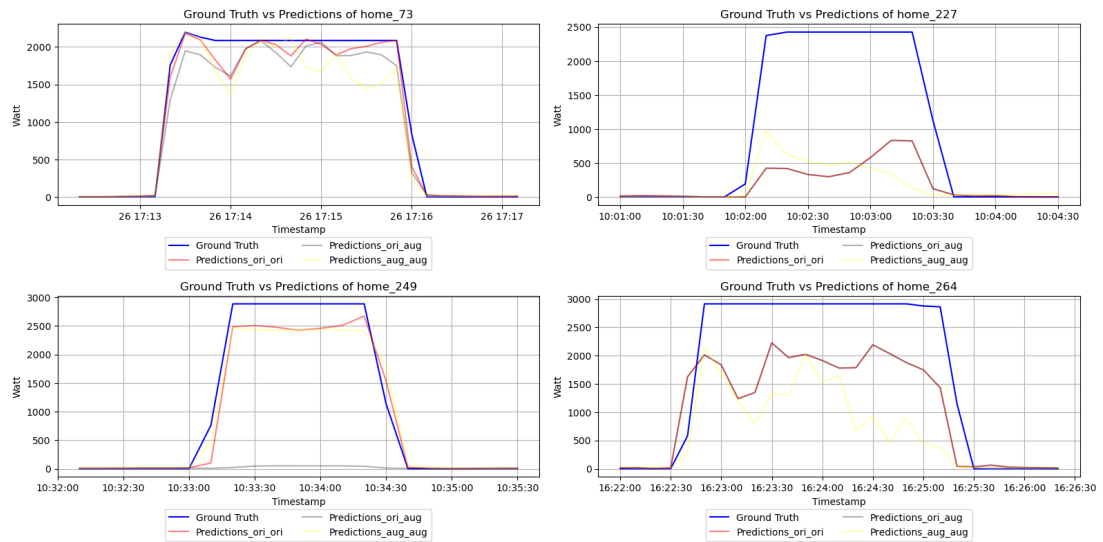 Ground Truth vs Predictions of home_73
Watt
2000
1500
1000
500
0
26 17:13 26 17:14 26 17:15 26 17:16 26 17:17
Timestamp
Ground Truth Predictions_ori_aug
Predictions_ori_ori Predictions_aug_aug
Ground Truth vs Predictions of home_227
Watt
2500
2000
1500
1000
500
0
10:01:00 10:01:30 10:02:00 10:02:30 10:03:00 10:03:30 10:04:00 10:04:30
Timestamp
Ground Truth Predictions_ori_aug
Predictions_ori_ori Predictions_aug_aug
Ground Truth vs Predictions of home_249
Watt
3000
2500
2000
1500
1000
500
0
10:32:00 10:32:30 10:33:00 10:33:30 10:34:00 10:34:30 10:35:00 10:35:30
Timestamp
Ground Truth Predictions_ori_aug
Predictions_ori_ori Predictions_aug_aug
Ground Truth vs Predictions of home_264
Watt
3000
2500
2000
1500
1000
500
0
16:22:00 16:22:30 16:23:00 16:23:30 16:24:00 16:24:30 16:25:00 16:25:30 16:26:00 16:26:30
Timestamp
Ground Truth Predictions_ori_aug
Predictions_ori_ori Predictions_aug_aug